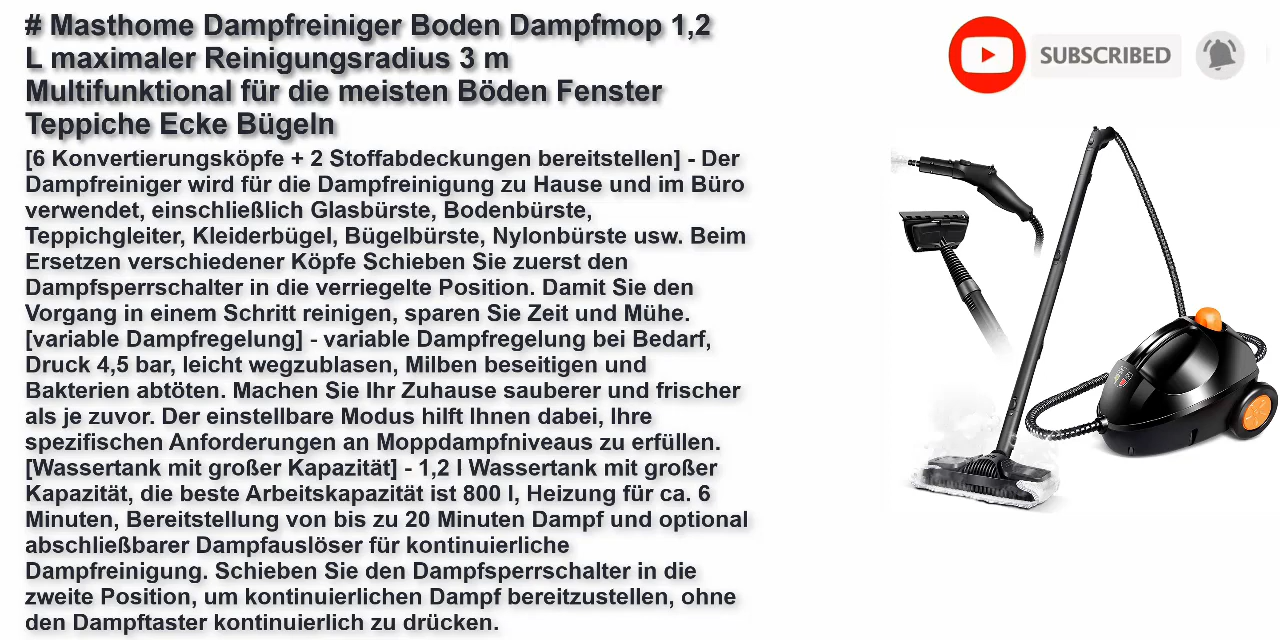 # Masthome Dampfreiniger Boden Dampfmop 1,2
L maximaler Reinigungsradius 3 m
Multifunktional für die meisten Böden Fenster
Teppiche Ecke Bügeln
[6 Konvertierungsköpfe + 2 Stoffabdeckungen bereitstellen] - Der
Dampfreiniger wird für die Dampfreinigung zu Hause und im Büro
verwendet, einschließlich Glasbürste, Bodenbürste,
Teppichgleiter, Kleiderbügel, Bügelbürste, Nylonbürste usw. Beim
Ersetzen verschiedener Köpfe Schieben Sie zuerst den
Dampfsperrschalter in die verriegelte Position. Damit Sie den
Vorgang in einem Schritt reinigen, sparen Sie Zeit und Mühe.
[variable Dampfregelung] - variable Dampfregelung bei Bedarf,
Druck 4,5 bar, leicht wegzublasen, Milben beseitigen und
Bakterien abtöten. Machen Sie Ihr Zuhause sauberer und frischer
als je zuvor. Der einstellbare Modus hilft Ihnen dabei, Ihre
spezifischen Anforderungen an Moppdampfniveaus zu erfüllen.
[Wassertank mit großer Kapazität] - 1,2 l Wassertank mit großer
Kapazität, die beste Arbeitskapazität ist 800 l, Heizung für ca. 6
Minuten, Bereitstellung von bis zu 20 Minuten Dampf und optional
abschließbarer Dampfauslöser für kontinuierliche
Dampfreinigung. Schieben Sie den Dampfsperrschalter in die
zweite Position, um kontinuierlichen Dampf bereitzustellen, ohne
den Dampftaster kontinuierlich zu drücken.
SUBSCRIBED